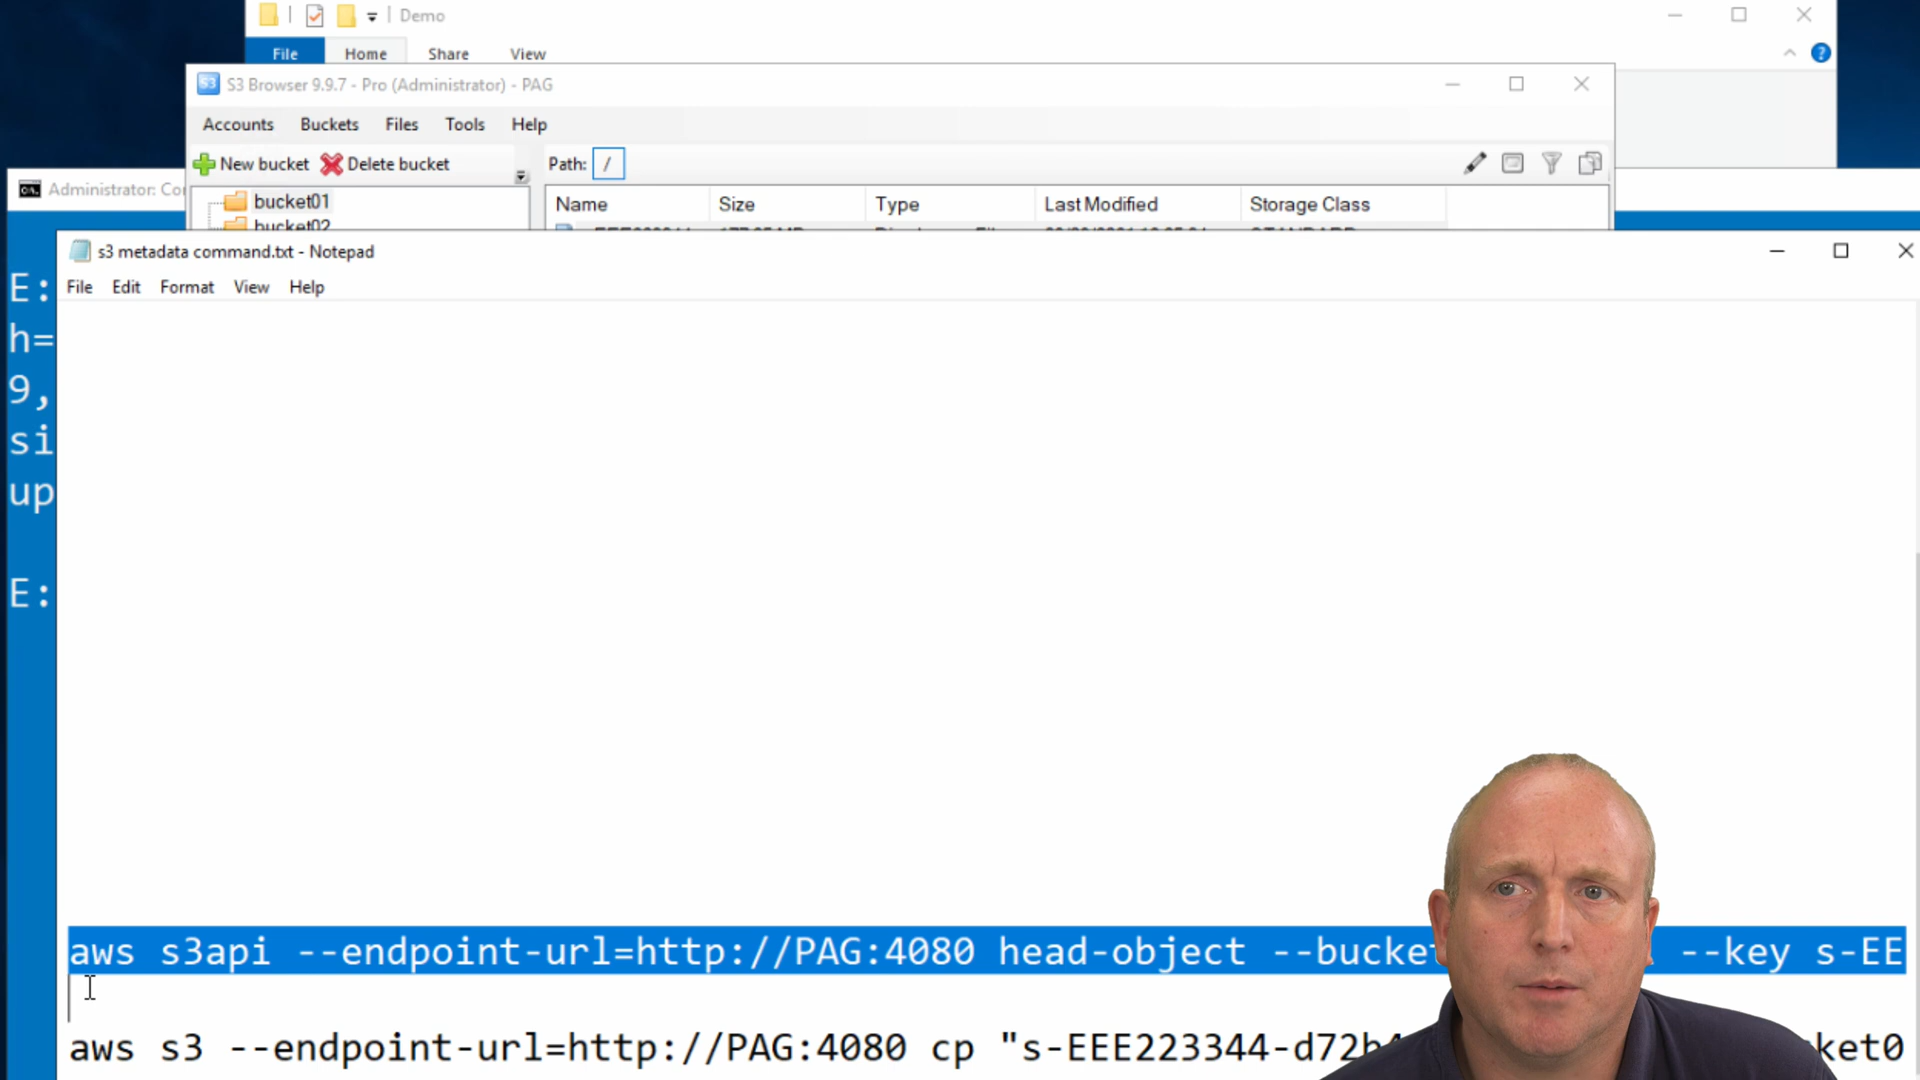 Demo
File Home Share View
S3 Browser 9.9.7 - Pro (Administrator) - PAG
Accounts Buckets Files Tools Help
New bucket Delete bucket Path: /
Administrator: Co
bucket01 Name Size Type Last Modified Storage Class
bucket02
s3 metadata command.txt - Notepad
File Edit Format View Help
E:
h=
9,
si
up
E:
aws s3api --endpoint-url=http://PAG:4080 head-object --bucket --key s-EE
aws s3 --endpoint-url=http://PAG:4080 cp "s-EEE223344-d72b4 ket0